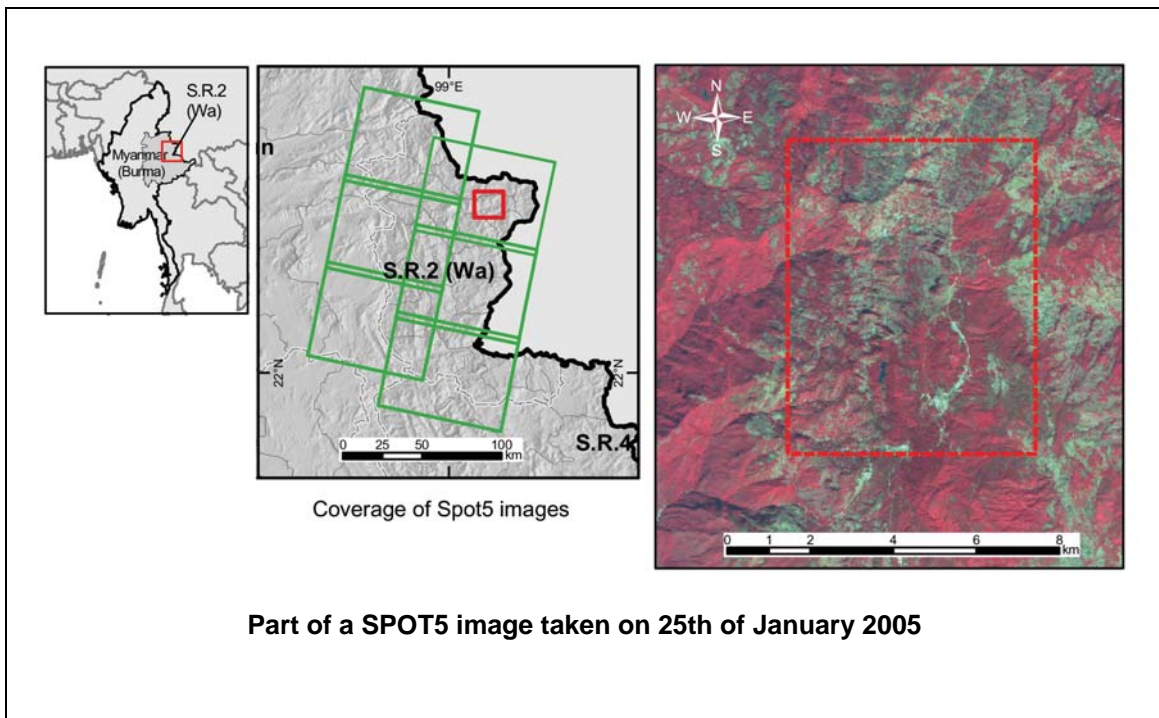 S.R.2
(Wa)
Myanmar
(Burma)
99°E
un
S.R.2 (Wa)
22°N
22°N
S.R.4
0 25 50 100
km
Coverage of Spot5 images
N
W E
S
0 1 2 4 6 8
km
Part of a SPOT5 image taken on 25th of January 2005